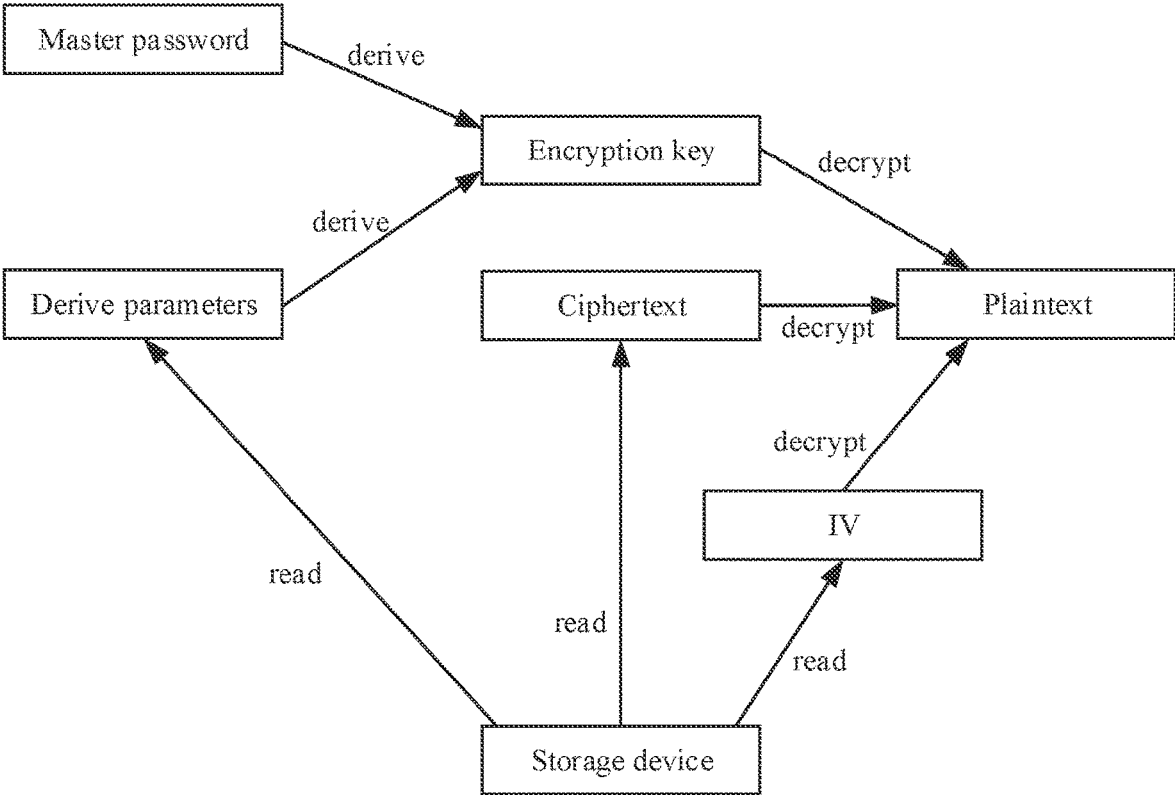 Master password
derive
Encryption key
decrypt
derive
Derive parameters
Ciphertext
decrypt
Plaintext
decrypt
IV
read
read
read
Storage device